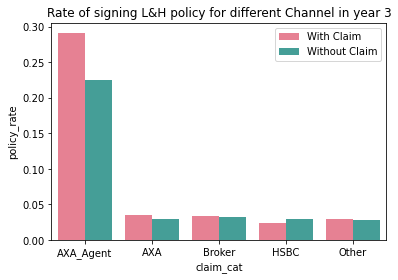 Rate of signing L&H policy for different Channel in year 3
With Claim
Without Claim
policy_rate
0.30
0.25
0.20
0.15
0.10
0.05
0.00
AXA_Agent
AXA
Broker
HSBC
Other
claim_cat